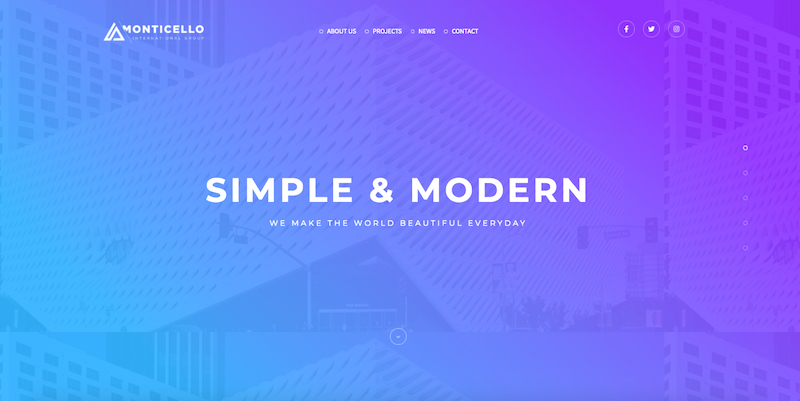 MONTICELLO
INTERNATIONAL GROUP
ABOUT US PROJECTS NEWS CONTACT
SIMPLE & MODERN
WE MAKE THE WORLD BEAUTIFUL EVERYDAY